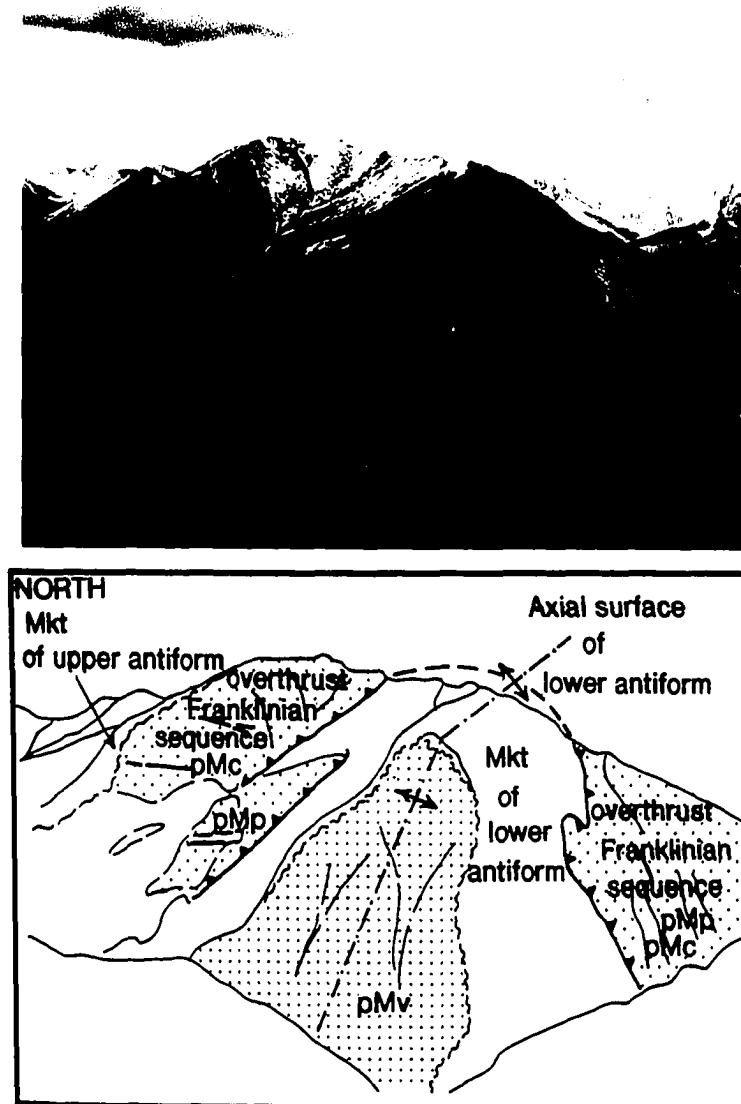 NORTH
Mkt
of upper antiform
Axial surface
of
lower antiform
overthrust
Franklinian
sequence
pMc
pMp
Mkt
of
lower
antiform
overthrust
Franklinian
sequence
pMp
pMc
pMv